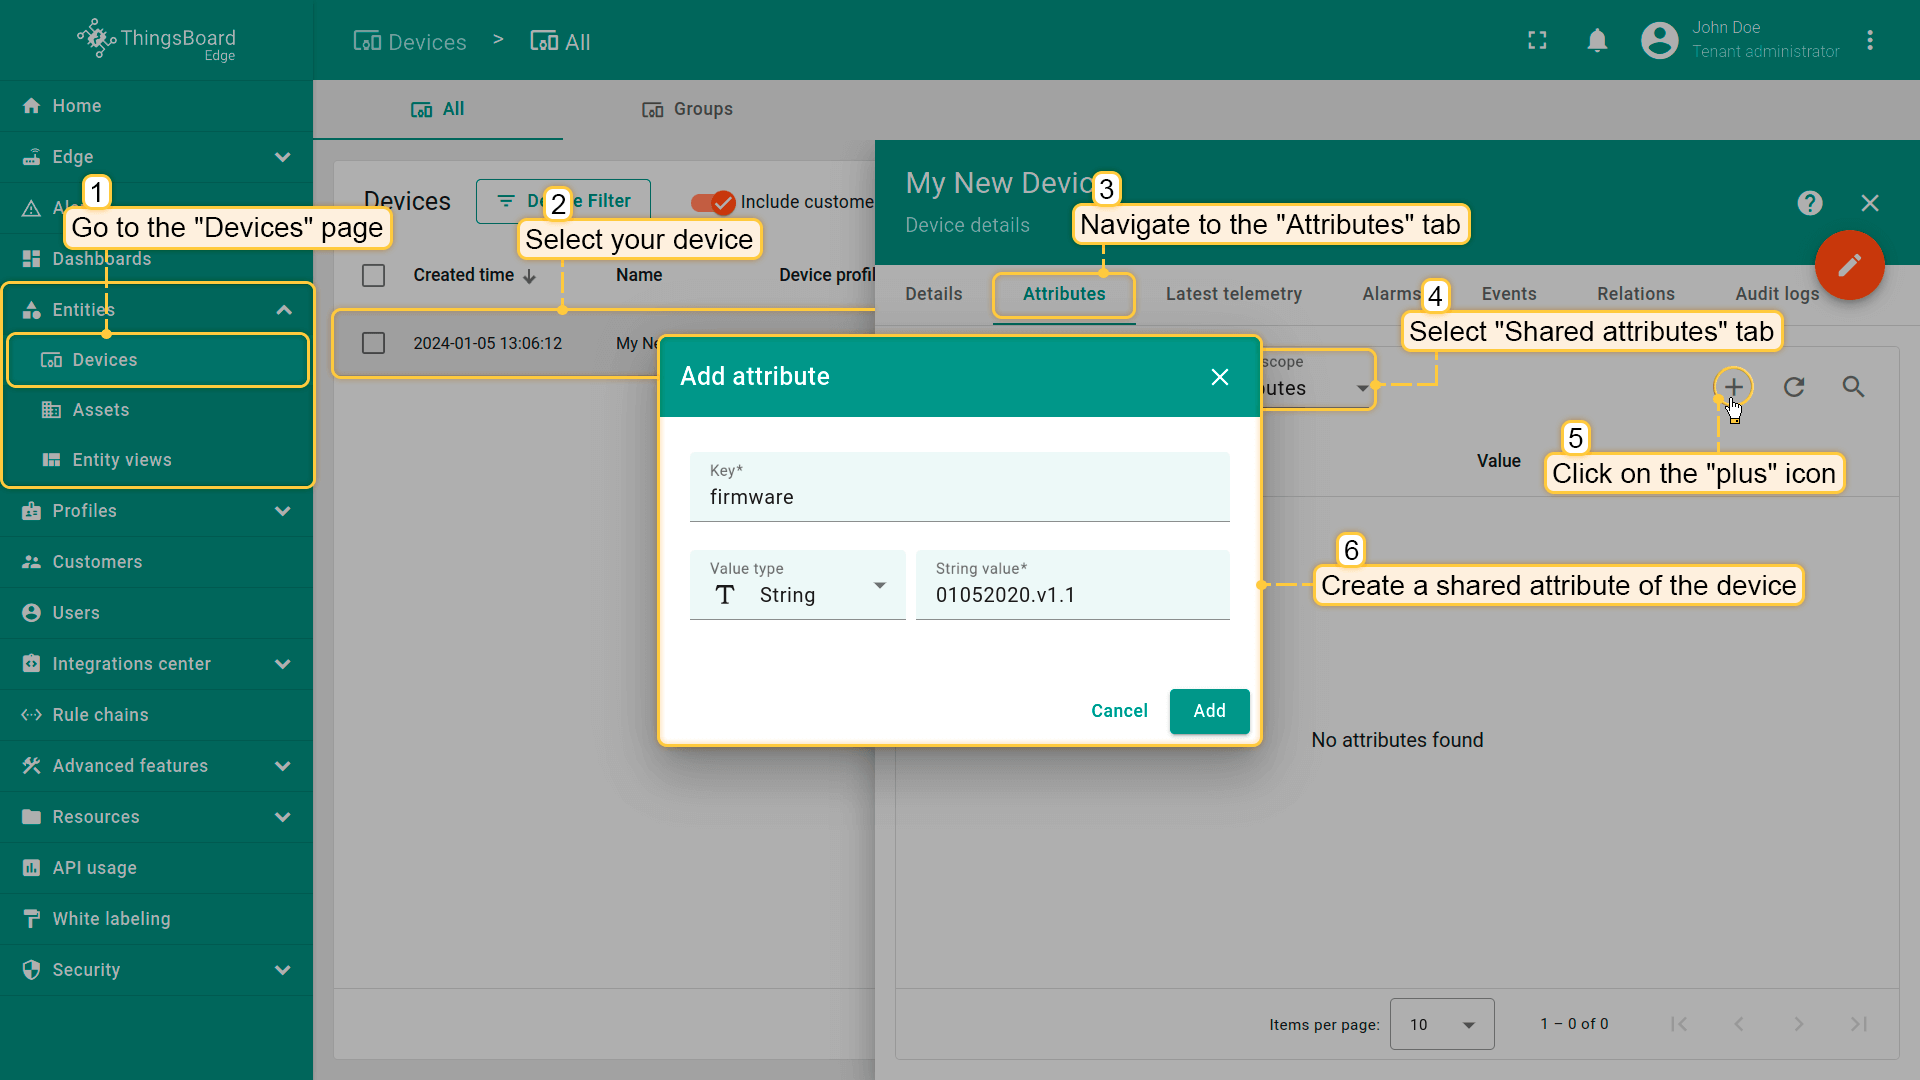 ThingsBoard
Edge
Devices > All
John Doe
Tenant administrator
Home
Edge
Dashboards
Entities
Devices
Assets
Entity views
Profiles
Customers
Users
Integrations center
Rule chains
Advanced features
Resources
API usage
White labeling
Security
1
Go to the "Devices" page
All
Groups
Devices
Filter
Include custome
2
Select your device
Created time
Name
Device profil
2024-01-05 13:06:12
My Ne
My New Devic
Device details
3
Navigate to the "Attributes" tab
Details
Attributes
Latest telemetry
Alarms
Events
Relations
Audit logs
4
Select "Shared attributes" tab
scope
butes
Value
5
Click on the "plus" icon
Add attribute
Key*
firmware
Value type
String
String value*
01052020.v1.1
Cancel
Add
6
Create a shared attribute of the device
No attributes found
Items per page:
10
1 – 0 of 0